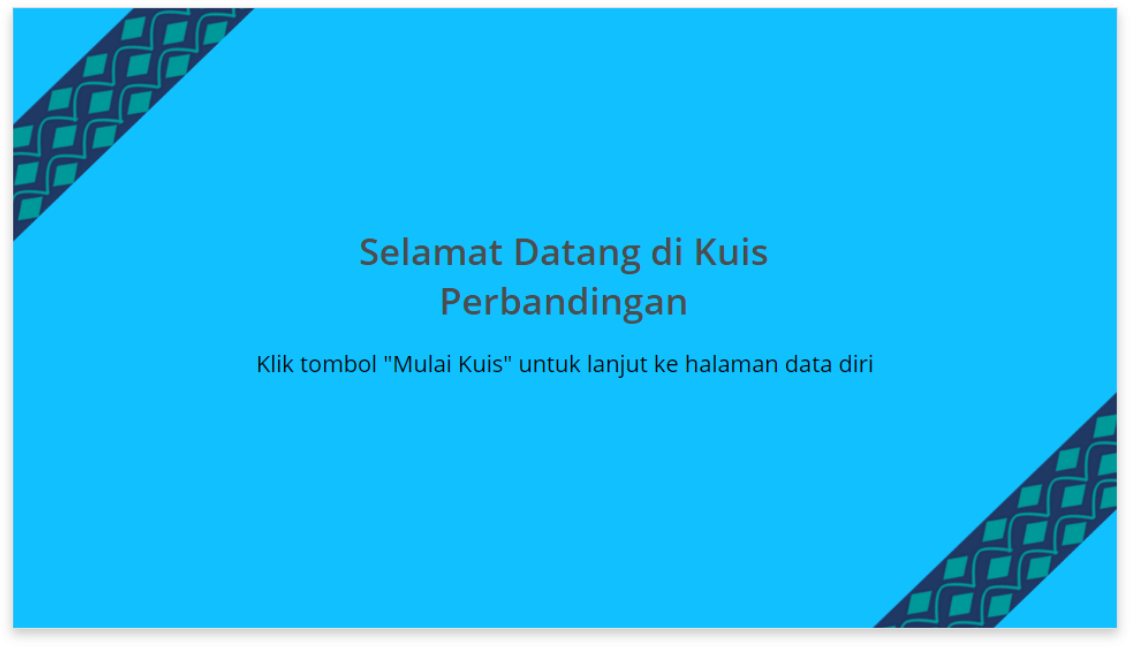 Selamat Datang di Kuis
Perbandingan
Klik tombol "Mulai Kuis" untuk lanjut ke halaman data diri